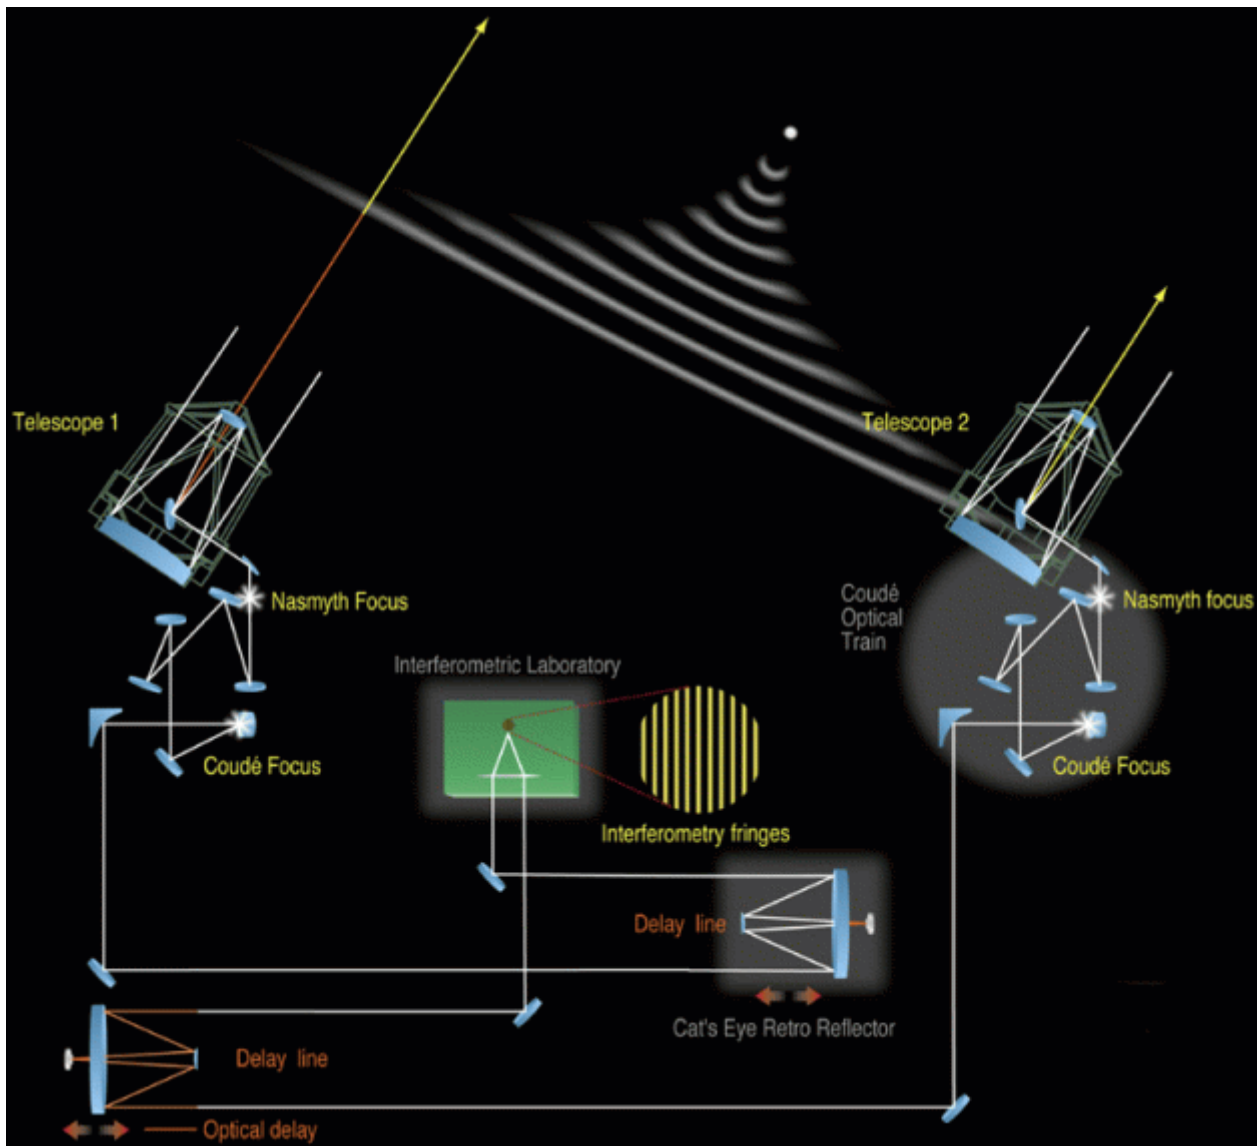 Telescope 1
Telescope 2
Nasmyth Focus
Coudé
Optical
Train
Nasmyth focus
Interferometric Laboratory
Coudé Focus
Coudé Focus
Interferometry fringes
Delay line
Cat's Eye Retro Reflector
Delay line
Optical delay